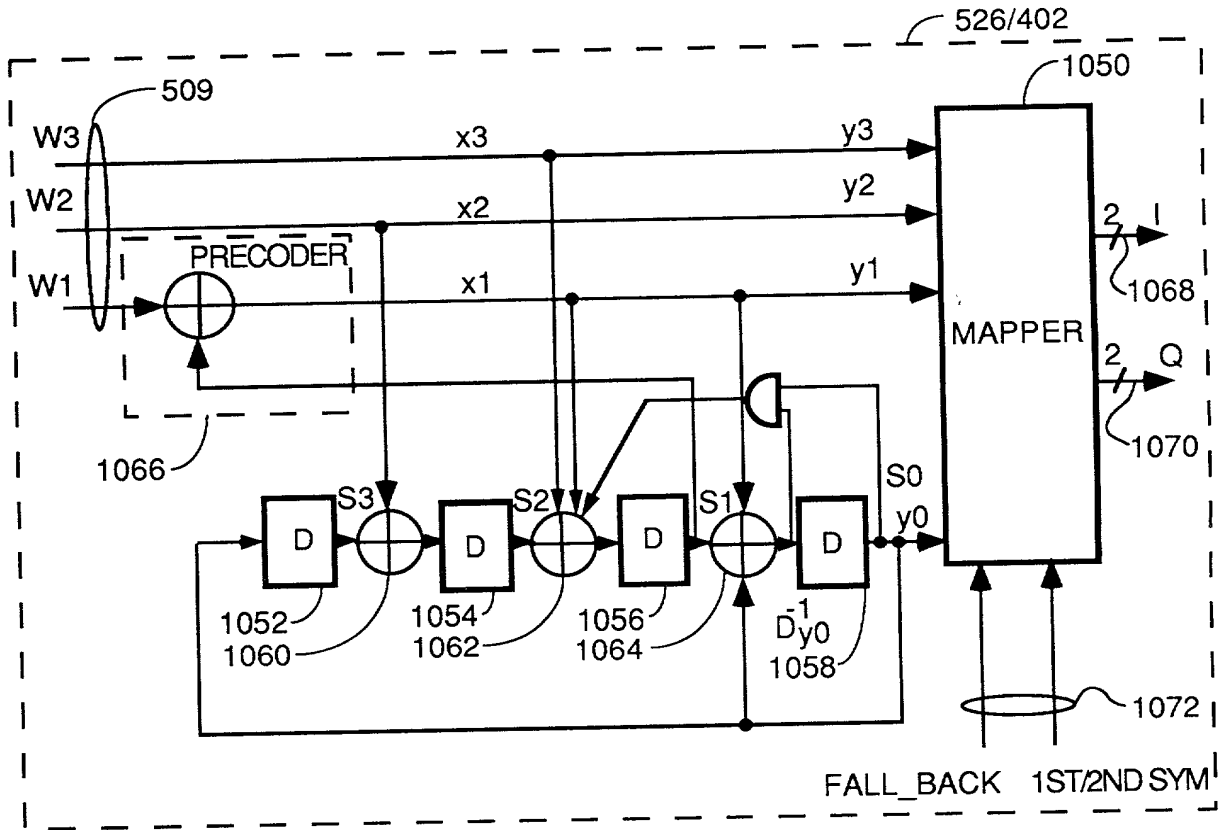 526/402
509
1050
W3
x3
y3
W2
x2
y2
PRECODER
2
I
W1
x1
y1
1068
MAPPER
2
Q
1066
1070
S3
S2
S1
S0
y0
D
D
D
D
1052
1054
1056
D-1y0
1060
1062
1064
1058
1072
FALL_BACK
1ST/2ND SYM